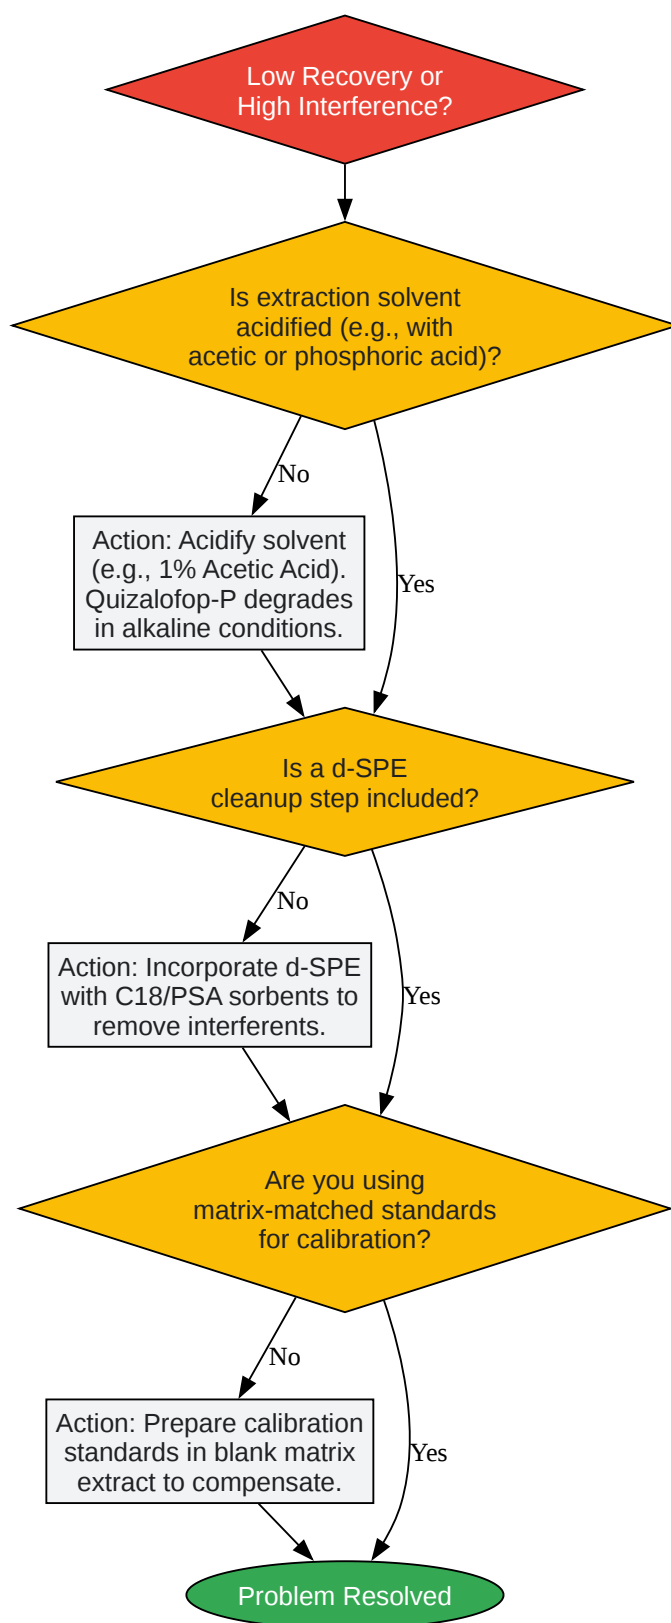 Low Recovery or
High Interference?
Is extraction solvent
acidified (e.g., with
acetic or phosphoric acid)?
No
Action: Acidify solvent
(e.g., 1% Acetic Acid).
Quizalofop-P degrades
in alkaline conditions.
Yes
Is a d-SPE
cleanup step included?
No
Action: Incorporate d-SPE
with C18/PSA sorbents to
remove interferents.
Yes
Are you using
matrix-matched standards
for calibration?
No
Action: Prepare calibration
standards in blank matrix
extract to compensate.
Yes
Problem Resolved